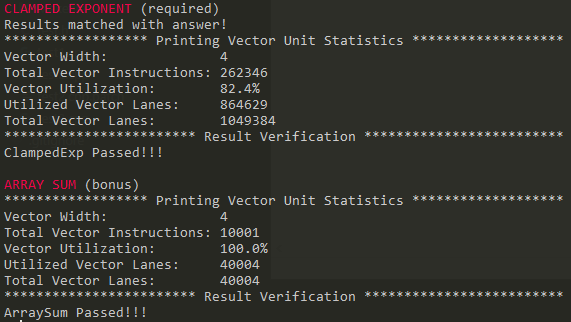 CLAMPED EXPONENT (required)
Results matched with answer!
****************** Printing Vector Unit Statistics *******************
Vector Width:              4
Total Vector Instructions: 262346
Vector Utilization:        82.4%
Utilized Vector Lanes:     864629
Total Vector Lanes:        1049384
************************ Result Verification *************************
ClampedExp Passed!!!

ARRAY SUM (bonus)
****************** Printing Vector Unit Statistics *******************
Vector Width:              4
Total Vector Instructions: 10001
Vector Utilization:        100.0%
Utilized Vector Lanes:     40004
Total Vector Lanes:        40004
************************ Result Verification *************************
ArraySum Passed!!!